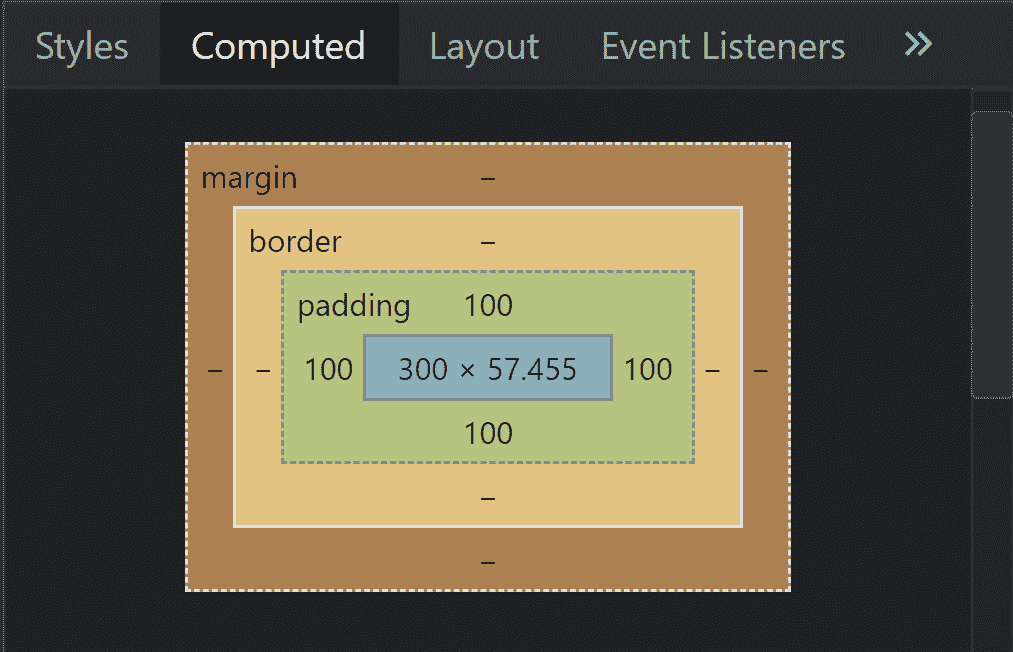 Styles Computed Layout Event Listeners »
margin –
border –
padding 100
– – 100 300 × 57.455 100 – –
100
–
–